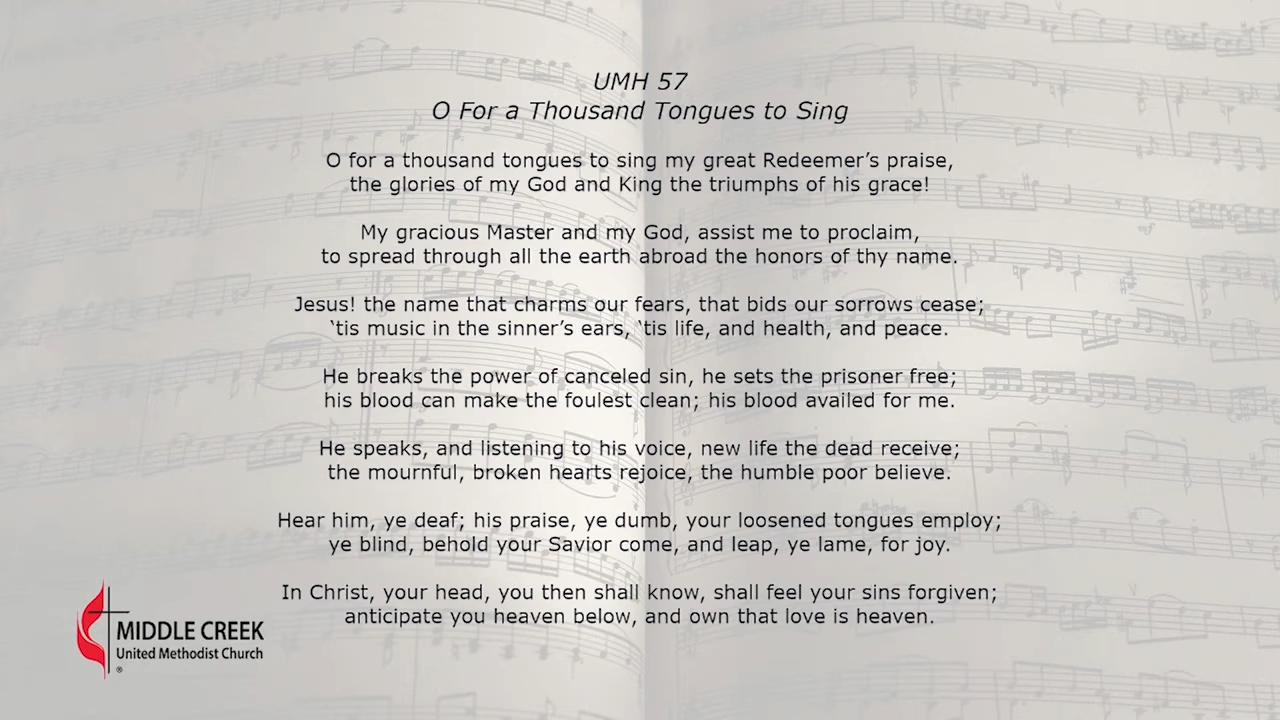 UMH 57
O For a Thousand Tongues to Sing
O for a thousand tongues to sing my great Redeemer’s praise,
the glories of my God and King the triumphs of his grace!
My gracious Master and my God, assist me to proclaim,
to spread through all the earth abroad the honors of thy name.
Jesus! the name that charms our fears, that bids our sorrows cease;
‘tis music in the sinner’s ears, ‘tis life, and health, and peace.
He breaks the power of canceled sin, he sets the prisoner free;
his blood can make the foulest clean; his blood availed for me.
He speaks, and listening to his voice, new life the dead receive;
the mournful, broken hearts rejoice, the humble poor believe.
Hear him, ye deaf; his praise, ye dumb, your loosened tongues employ;
ye blind, behold your Savior come, and leap, ye lame, for joy.
In Christ, your head, you then shall know, shall feel your sins forgiven;
anticipate you heaven below, and own that love is heaven.
MIDDLE CREEK
United Methodist Church
®